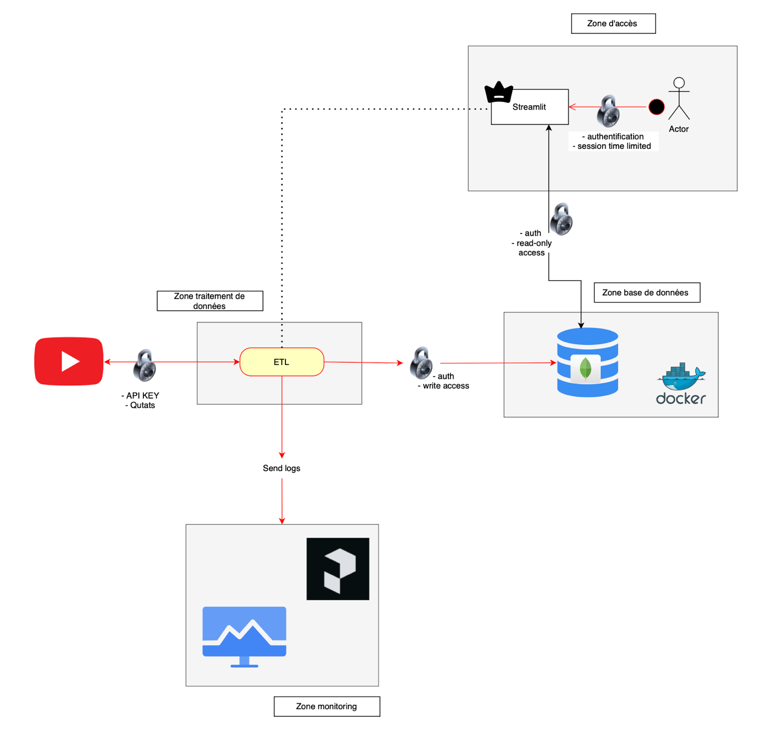 Zone d'accès
Streamlit
Actor
- authentification
- session time limited
- auth
- read-only
access
Zone traitement de
données
Zone base de données
ETL
- API KEY
- Qutats
- auth
- write access
docker
Send logs
Zone monitoring